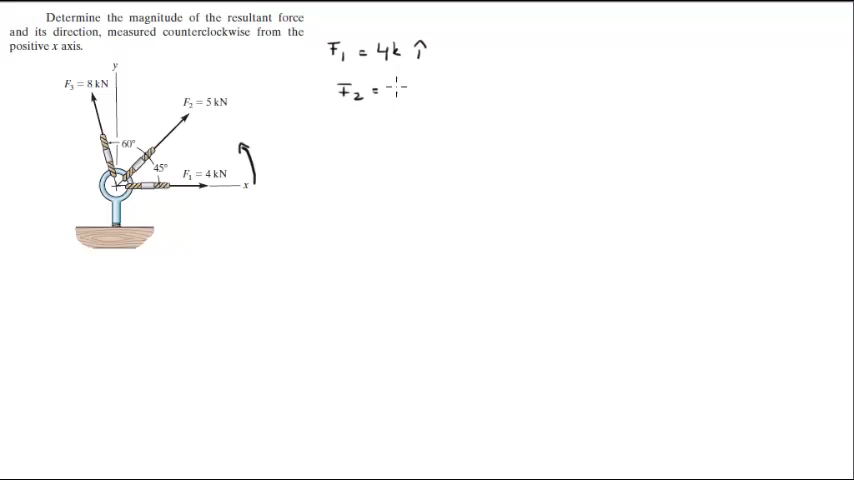 Determine the magnitude of the resultant force
and its direction, measured counterclockwise from the
positive x axis.
y
F₃ = 8 kN
F₂ = 5 kN
60°
45°
F₁ = 4 kN
x
F₁ = 4k î
F₂ =